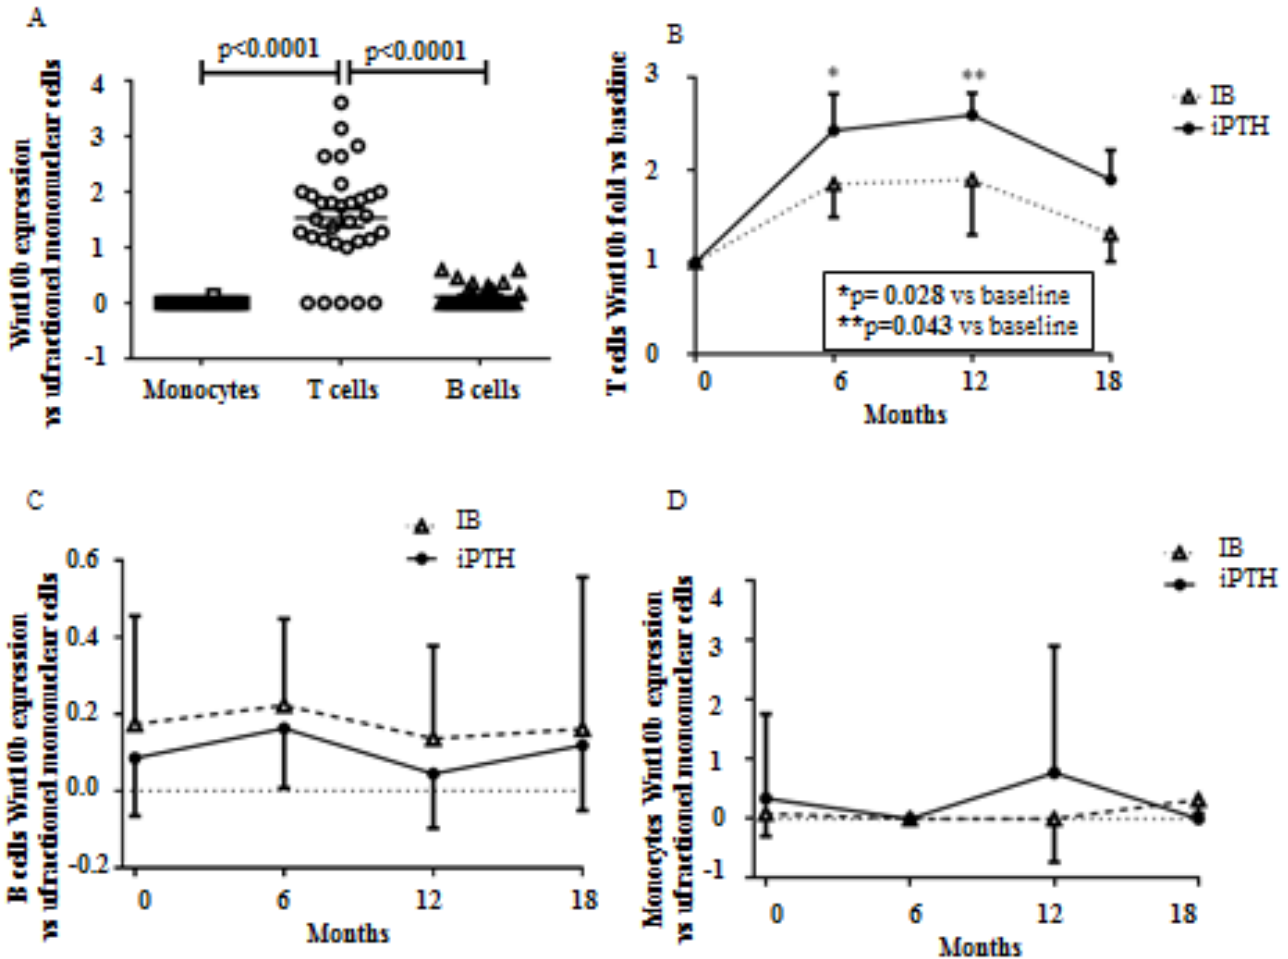 A
p<0.0001
p<0.0001
Wnt10b expression
vs ufractioned mononuclear cells
4
3
2
1
0
-1
Monocytes
T cells
B cells
B
T cells Wnt10b fold vs baseline
3
2
1
0
*
**
IB
iPTH
*p= 0.028 vs baseline
**p=0.043 vs baseline
0
6
12
18
Months
C
B cells Wnt10b expression
vs ufractioned mononuclear cells
IB
iPTH
0.6
0.4
0.2
0.0
-0.2
0
6
12
18
Months
D
Monocytes Wnt10b expression
vs ufractioned mononuclear cells
IB
iPTH
4
3
2
1
0
-1
0
6
12
18
Months